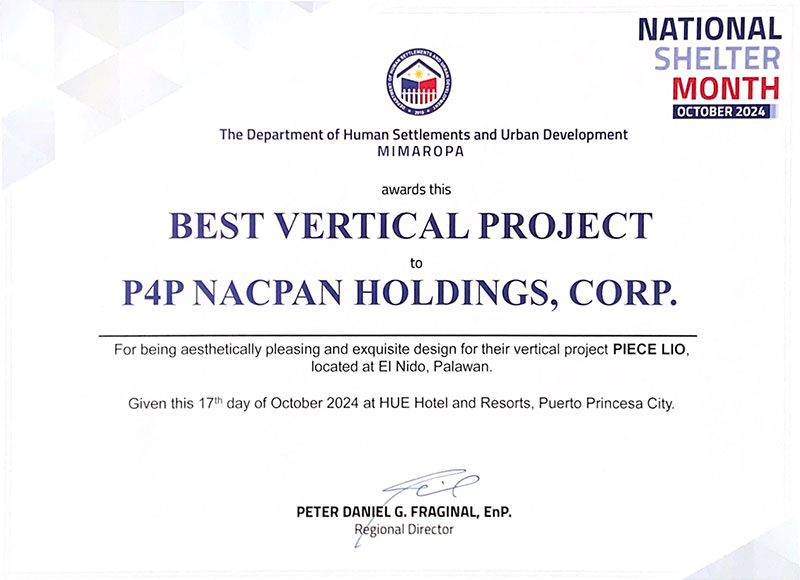 NATIONAL
SHELTER
MONTH
OCTOBER 2024
The Department of Human Settlements and Urban Development
MIMAROPA
awards this
BEST VERTICAL PROJECT
to
P4P NACPAN HOLDINGS, CORP.
For being aesthetically pleasing and exquisite design for their vertical project PIECE LIO,
located at El Nido, Palawan.
Given this 17th day of October 2024 at HUE Hotel and Resorts, Puerto Princesa City.
PETER DANIEL G. FRAGINAL, EnP.
Regional Director